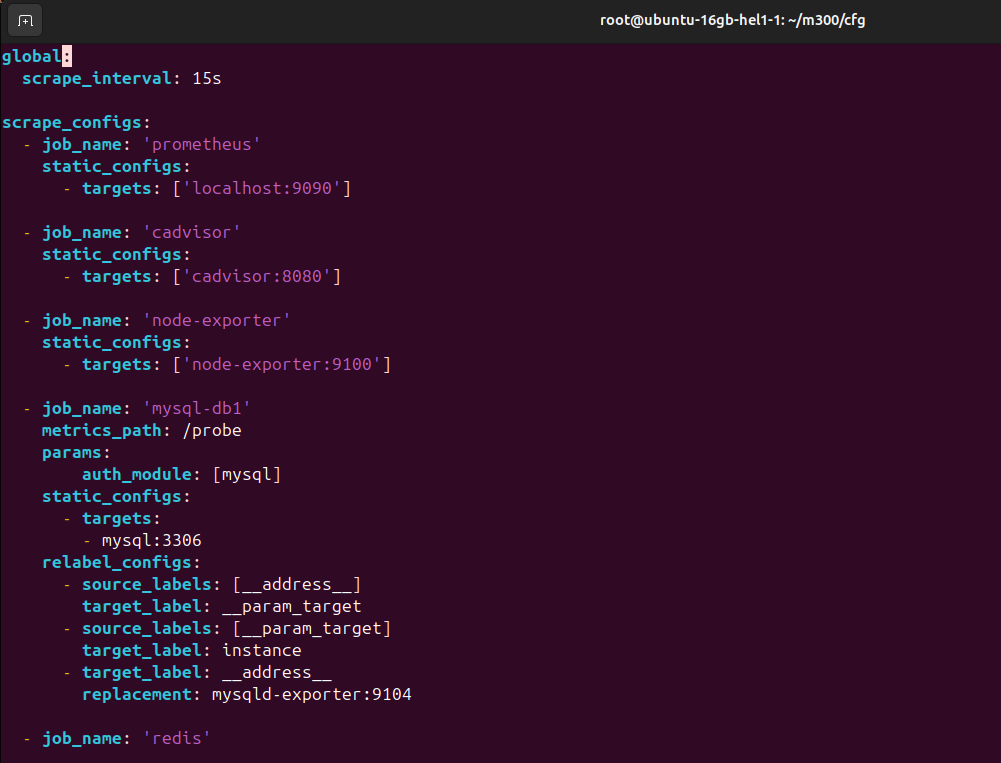 root@ubuntu-16gb-hel1-1: ~/m300/cfg
global:
  scrape_interval: 15s

scrape_configs:
  - job_name: 'prometheus'
    static_configs:
      - targets: ['localhost:9090']

  - job_name: 'cadvisor'
    static_configs:
      - targets: ['cadvisor:8080']

  - job_name: 'node-exporter'
    static_configs:
      - targets: ['node-exporter:9100']

  - job_name: 'mysql-db1'
    metrics_path: /probe
    params:
        auth_module: [mysql]
    static_configs:
      - targets:
        - mysql:3306
    relabel_configs:
      - source_labels: [__address__]
        target_label: __param_target
      - source_labels: [__param_target]
        target_label: instance
      - target_label: __address__
        replacement: mysqld-exporter:9104

  - job_name: 'redis'